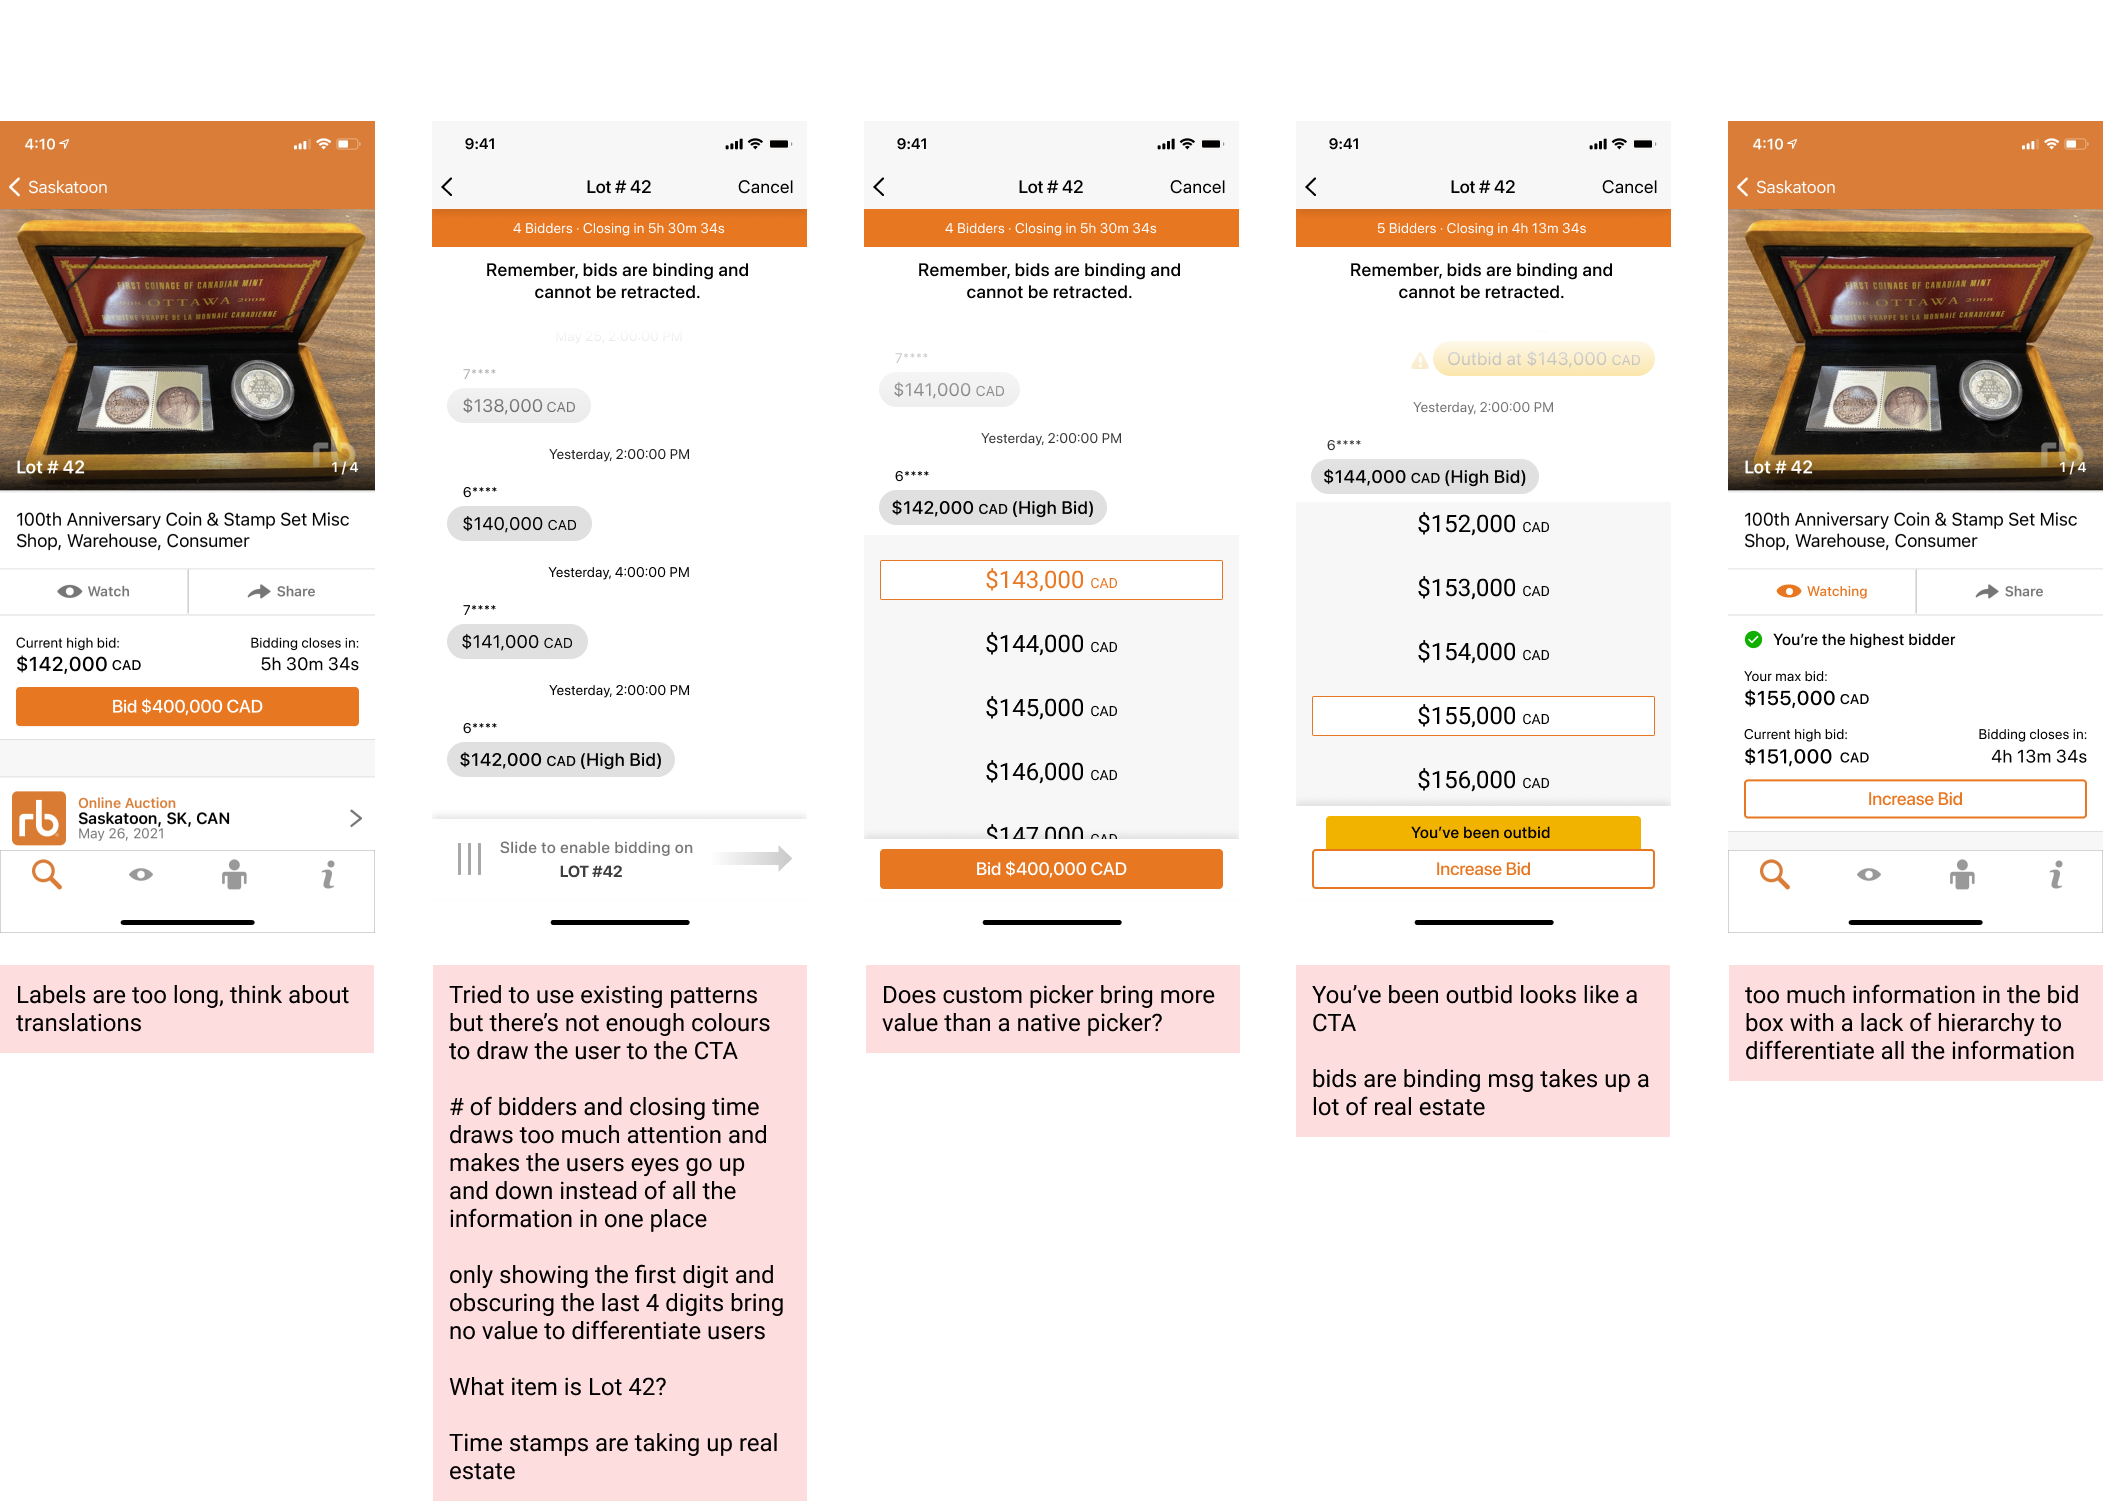 4:10
Saskatoon
FIRST COINAGE OF CANADIAN MINT
OTTAWA 2008
PREMIÈRE FRAPPE DE LA MONNAIE CANADIENNE
Lot # 42
1/4
100th Anniversary Coin & Stamp Set Misc
Shop, Warehouse, Consumer
Watch
Share
Current high bid:
$142,000 CAD
Bidding closes in:
5h 30m 34s
Bid $400,000 CAD
rb
Online Auction
Saskatoon, SK, CAN
May 26, 2021
Labels are too long, think about
translations
9:41
Lot # 42
Cancel
4 Bidders · Closing in 5h 30m 34s
Remember, bids are binding and
cannot be retracted.
May 25, 2:00:00 PM
7****
$138,000 CAD
Yesterday, 2:00:00 PM
6****
$140,000 CAD
Yesterday, 4:00:00 PM
7****
$141,000 CAD
Yesterday, 2:00:00 PM
6****
$142,000 CAD (High Bid)
Slide to enable bidding on
LOT #42
Tried to use existing patterns
but there's not enough colours
to draw the user to the CTA
# of bidders and closing time
draws too much attention and
makes the users eyes go up
and down instead of all the
information in one place
only showing the first digit and
obscuring the last 4 digits bring
no value to differentiate users
What item is Lot 42?
Time stamps are taking up real
estate
9:41
Lot # 42
Cancel
4 Bidders · Closing in 5h 30m 34s
Remember, bids are binding and
cannot be retracted.
7****
$141,000 CAD
Yesterday, 2:00:00 PM
6****
$142,000 CAD (High Bid)
$143,000 CAD
$144,000 CAD
$145,000 CAD
$146,000 CAD
$147,000 CAD
Bid $400,000 CAD
Does custom picker bring more
value than a native picker?
9:41
Lot # 42
Cancel
5 Bidders · Closing in 4h 13m 34s
Remember, bids are binding and
cannot be retracted.
Outbid at $143,000 CAD
Yesterday, 2:00:00 PM
6****
$144,000 CAD (High Bid)
$152,000 CAD
$153,000 CAD
$154,000 CAD
$155,000 CAD
$156,000 CAD
You've been outbid
Increase Bid
You've been outbid looks like a
CTA
bids are binding msg takes up a
lot of real estate
4:10
Saskatoon
FIRST COINAGE OF CANADIAN MINT
OTTAWA 2008
PREMIÈRE FRAPPE DE LA MONNAIE CANADIENNE
Lot # 42
1/4
100th Anniversary Coin & Stamp Set Misc
Shop, Warehouse, Consumer
Watching
Share
You're the highest bidder
Your max bid:
$155,000 CAD
Current high bid:
$151,000 CAD
Bidding closes in:
4h 13m 34s
Increase Bid
too much information in the bid
box with a lack of hierarchy to
differentiate all the information